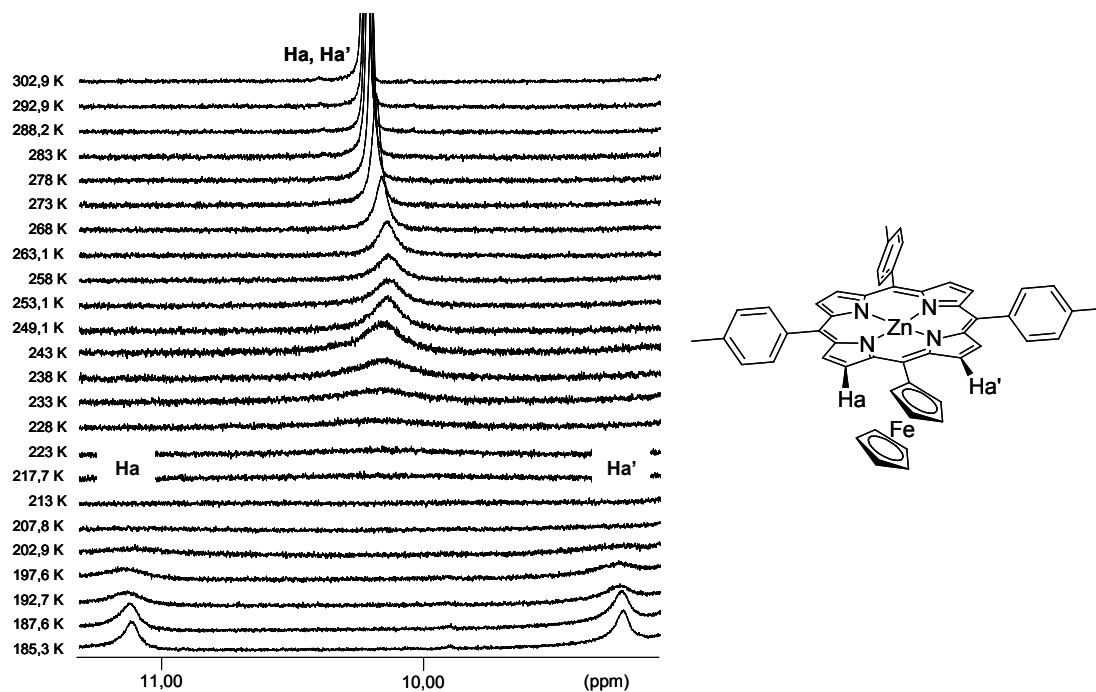 Ha, Ha'
302,9 K
292,9 K
288,2 K
283 K
278 K
273 K
268 K
263,1 K
258 K
253,1 K
249,1 K
243 K
238 K
233 K
228 K
223 K
217,7 K
213 K
207,8 K
202,9 K
197,6 K
192,7 K
187,6 K
185,3 K
Ha
Ha'
11,00
10,00
(ppm)
N
N
Zn
N
N
Ha
Ha'
Fe